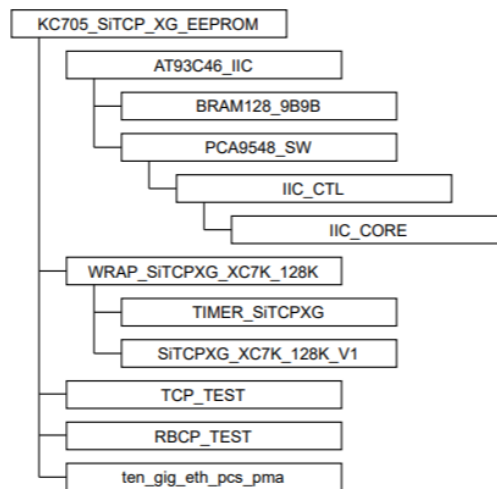 KC705_SiTCP_XG_EEPROM
AT93C46_IIC
BRAM128_9B9B
PCA9548_SW
IIC_CTL
IIC_CORE
WRAP_SiTCPXG_XC7K_128K
TIMER_SiTCPXG
SiTCPXG_XC7K_128K_V1
TCP_TEST
RBCP_TEST
ten_gig_eth_pcs_pma